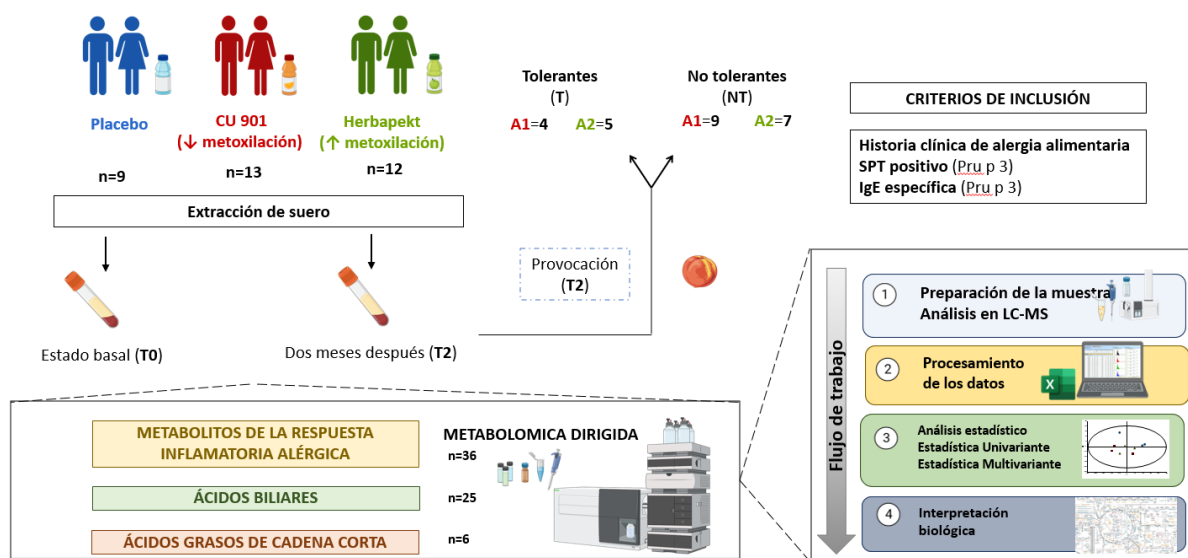 Placebo
CU 901
(↓ metoxilación)
Herbapekt
(↑ metoxilación)
n=9
n=13
n=12
Extracción de suero
Estado basal (T0)
Dos meses después (T2)
Tolerantes
(T)
A1=4 A2=5
No tolerantes
(NT)
A1=9 A2=7
Provocación
(T2)
CRITERIOS DE INCLUSIÓN
Historia clínica de alergia alimentaria
SPT positivo (Pru p 3)
IgE específica (Pru p 3)
METABOLITOS DE LA RESPUESTA
INFLAMATORIA ALÉRGICA
ÁCIDOS BILIARES
ÁCIDOS GRASOS DE CADENA CORTA
METABOLOMICA DIRIGIDA
n=36
n=25
n=6
Flujo de trabajo
1
Preparación de la muestra
Análisis en LC-MS
2
Procesamiento
de los datos
3
Análisis estadístico
Estadística Univariante
Estadística Multivariante
4
Interpretación
biológica